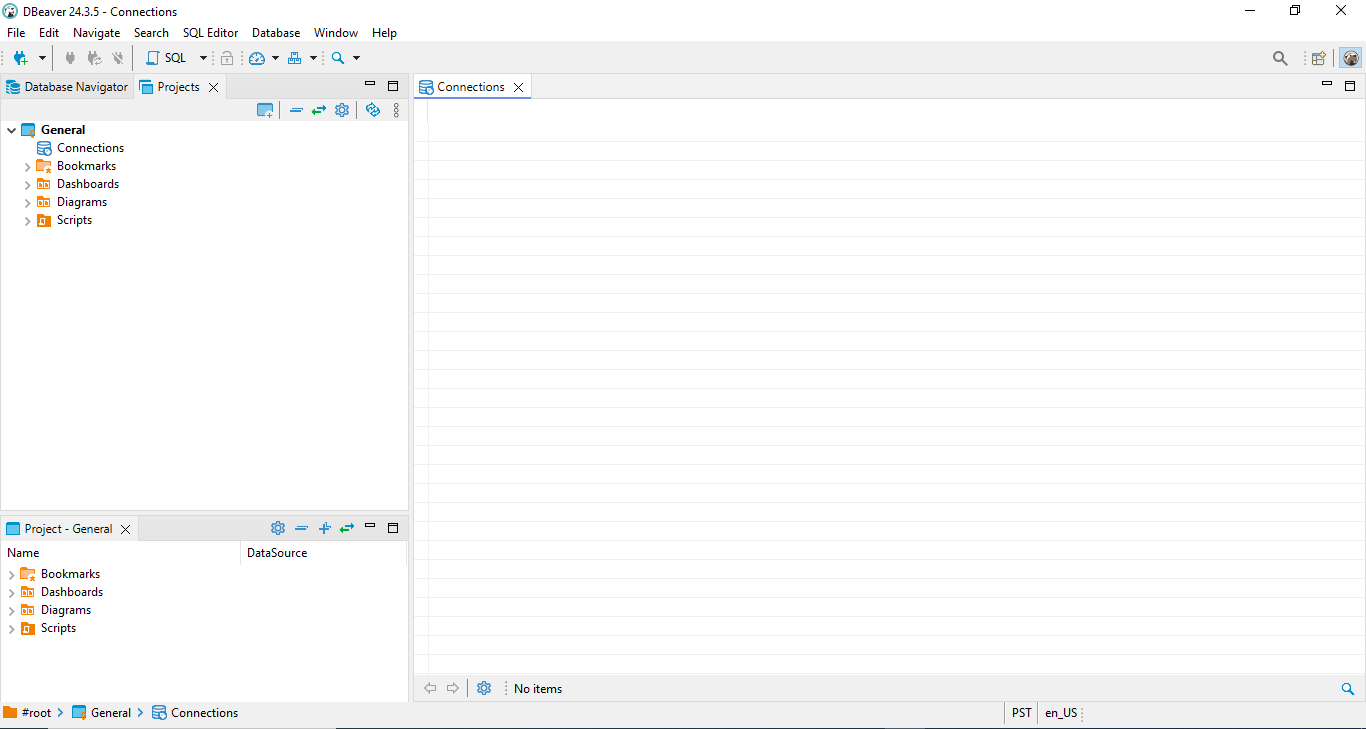 DBeaver 24.3.5 - Connections
File Edit Navigate Search SQL Editor Database Window Help
SQL
Database Navigator Projects
General
Connections
Bookmarks
Dashboards
Diagrams
Scripts
Connections
Project - General
Name DataSource
Bookmarks
Dashboards
Diagrams
Scripts
No items
#root General Connections
PST en_US